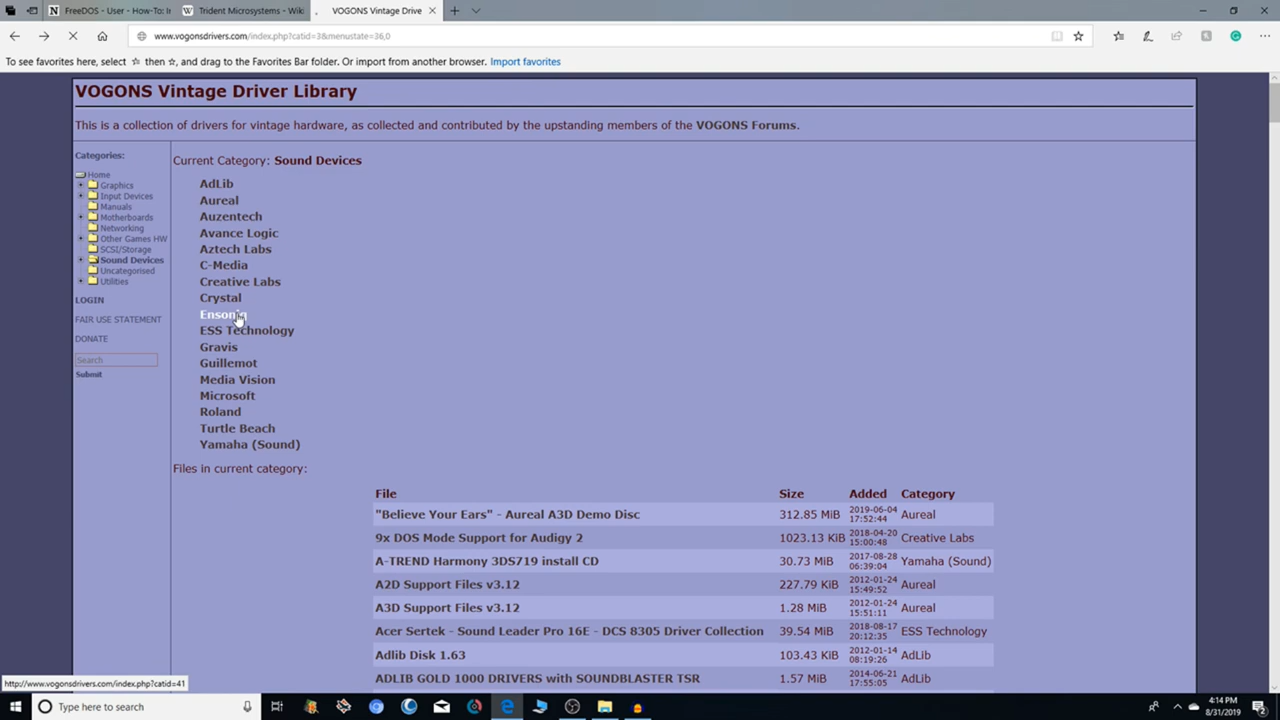 FreeDOS - User - How-To: Ir
Trident Microsystems - Wiki
VOGONS Vintage Drive
www.vogonsdrivers.com/index.php?catid=3&menustate=36,0
To see favorites here, select ☆ then ☆, and drag to the Favorites Bar folder. Or import from another browser. Import favorites
VOGONS Vintage Driver Library
This is a collection of drivers for vintage hardware, as collected and contributed by the upstanding members of the VOGONS Forums.
Categories:
Home
Graphics
Input Devices
Manuals
Motherboards
Networking
Other Games HW
SCSI/Storage
Sound Devices
Uncategorised
Utilities
LOGIN
FAIR USE STATEMENT
DONATE
Search
Submit
Current Category: Sound Devices
AdLib
Aureal
Auzentech
Avance Logic
Aztech Labs
C-Media
Creative Labs
Crystal
Ensoniq
ESS Technology
Gravis
Guillemot
Media Vision
Microsoft
Roland
Turtle Beach
Yamaha (Sound)
Files in current category:
File Size Added Category
"Believe Your Ears" - Aureal A3D Demo Disc 312.85 MiB 2019-06-04 17:52:44 Aureal
9x DOS Mode Support for Audigy 2 1023.13 KiB 2018-04-20 15:00:48 Creative Labs
A-TREND Harmony 3DS719 install CD 30.73 MiB 2017-08-28 06:39:04 Yamaha (Sound)
A2D Support Files v3.12 227.79 KiB 2012-01-24 15:49:52 Aureal
A3D Support Files v3.12 1.28 MiB 2012-01-24 15:51:11 Aureal
Acer Sertek - Sound Leader Pro 16E - DCS 8305 Driver Collection 39.54 MiB 2018-08-17 20:12:35 ESS Technology
Adlib Disk 1.63 103.43 KiB 2012-01-14 08:19:26 AdLib
ADLIB GOLD 1000 DRIVERS with SOUNDBLASTER TSR 1.57 MiB 2014-06-21 17:55:05 AdLib
http://www.vogonsdrivers.com/index.php?catid=41
Type here to search
4:14 PM
8/31/2019